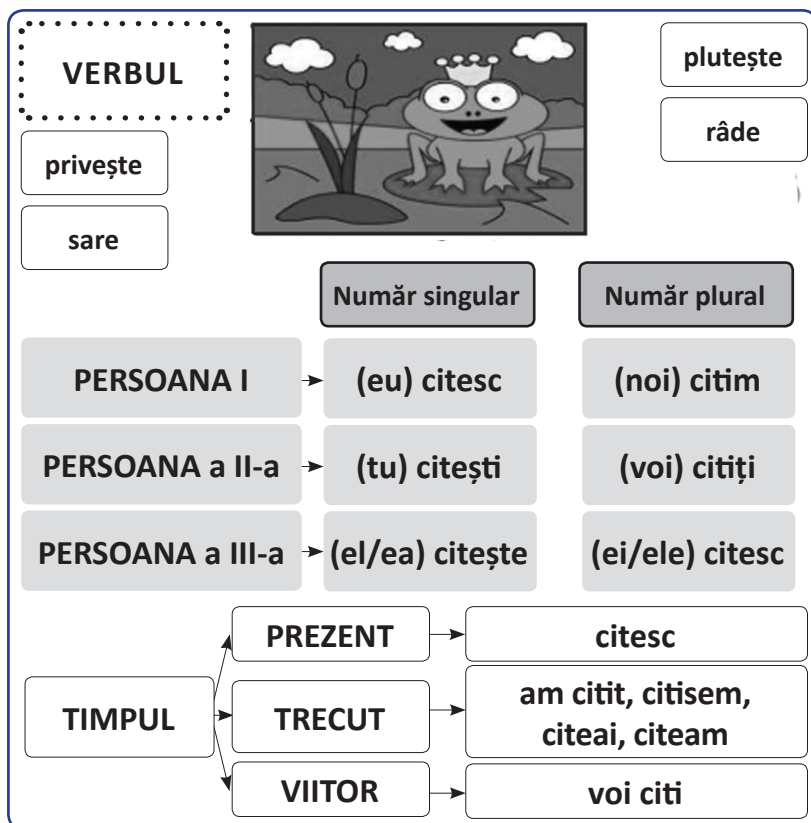 VERBUL
privește
sare
plutește
râde
Număr singular
Număr plural
PERSOANA I
(eu) citesc
(noi) citim
PERSOANA a II-a
(tu) citești
(voi) citiți
PERSOANA a III-a
(el/ea) citește
(ei/ele) citesc
TIMPUL
PREZENT
citesc
TRECUT
am citit, citisem,
citeai, citeam
VIITOR
voi citi